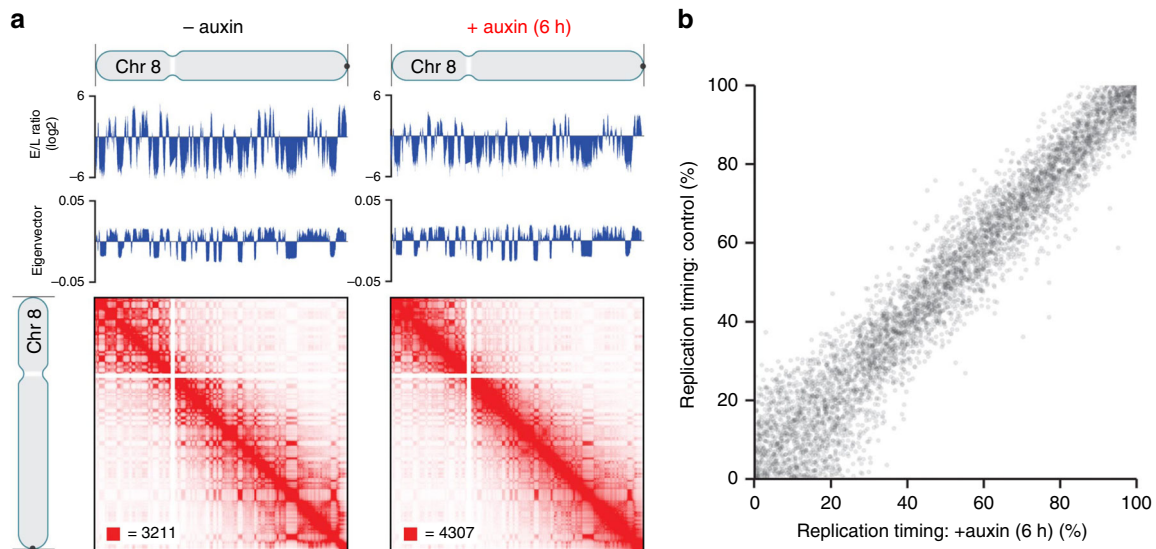 a
– auxin
+ auxin (6 h)
Chr 8
Chr 8
E/L ratio
(log2)
6
–6
6
–6
Eigenvector
0.05
–0.05
0.05
–0.05
Chr 8
= 3211
= 4307
b
Replication timing: control (%)
100
80
60
40
20
0
0 20 40 60 80 100
Replication timing: +auxin (6 h) (%)